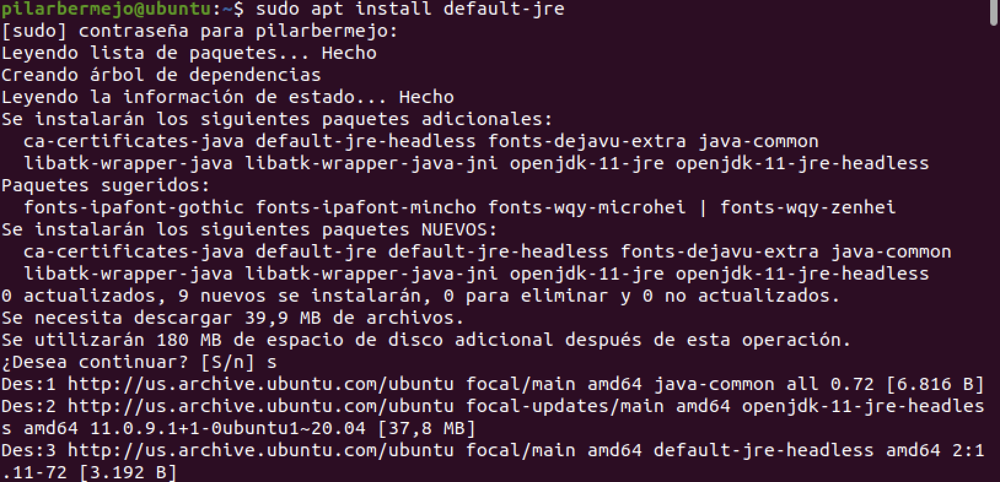 pilarbermejo@ubuntu:~$ sudo apt install default-jre
[sudo] contraseña para pilarbermejo:
Leyendo lista de paquetes... Hecho
Creando árbol de dependencias
Leyendo la información de estado... Hecho
Se instalarán los siguientes paquetes adicionales:
  ca-certificates-java default-jre-headless fonts-dejavu-extra java-common
  libatk-wrapper-java libatk-wrapper-java-jni openjdk-11-jre openjdk-11-jre-headless
Paquetes sugeridos:
  fonts-ipafont-gothic fonts-ipafont-mincho fonts-wqy-microhei | fonts-wqy-zenhei
Se instalarán los siguientes paquetes NUEVOS:
  ca-certificates-java default-jre default-jre-headless fonts-dejavu-extra java-common
  libatk-wrapper-java libatk-wrapper-java-jni openjdk-11-jre openjdk-11-jre-headless
0 actualizados, 9 nuevos se instalarán, 0 para eliminar y 0 no actualizados.
Se necesita descargar 39,9 MB de archivos.
Se utilizarán 180 MB de espacio de disco adicional después de esta operación.
¿Desea continuar? [S/n] s
Des:1 http://us.archive.ubuntu.com/ubuntu focal/main amd64 java-common all 0.72 [6.816 B]
Des:2 http://us.archive.ubuntu.com/ubuntu focal-updates/main amd64 openjdk-11-jre-headles
s amd64 11.0.9.1+1-0ubuntu1~20.04 [37,8 MB]
Des:3 http://us.archive.ubuntu.com/ubuntu focal/main amd64 default-jre-headless amd64 2:1
.11-72 [3.192 B]